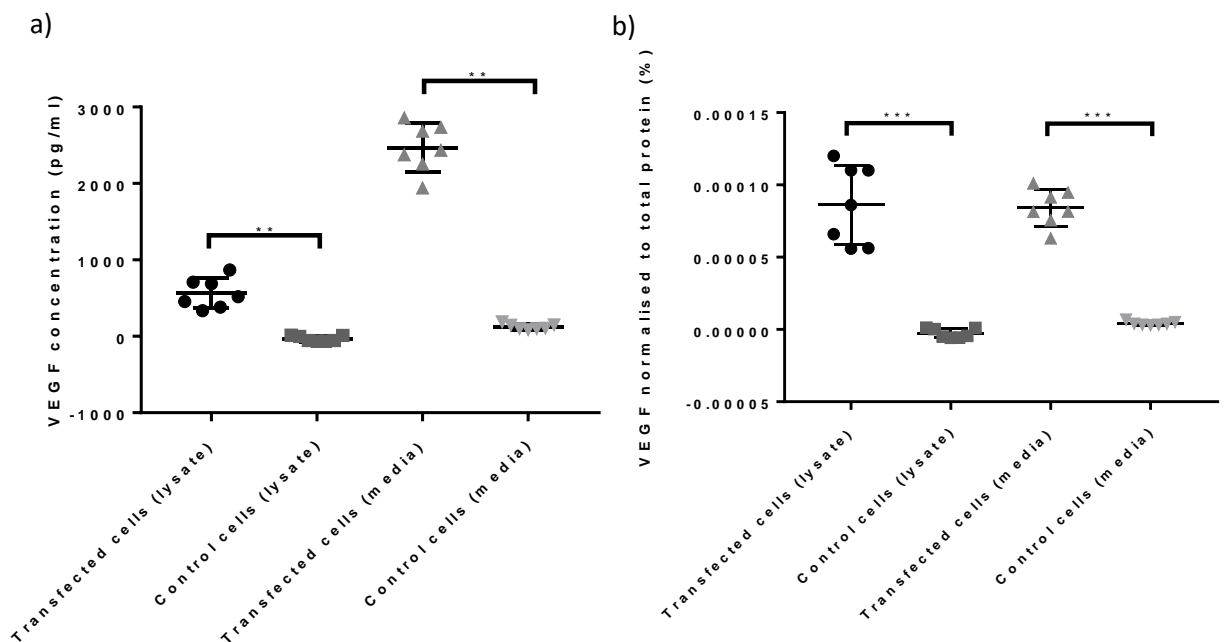 a)
VEGF concentration (pg/ml)
3000
2000
1000
0
-1000
**
**
Transfected cells (lysate)
Control cells (lysate)
Transfected cells (media)
Control cells (media)
b)
VEGF normalised to total protein (%)
0.00015
0.00010
0.00005
0.00000
-0.00005
***
***
Transfected cells (lysate)
Control cells (lysate)
Transfected cells (media)
Control cells (media)